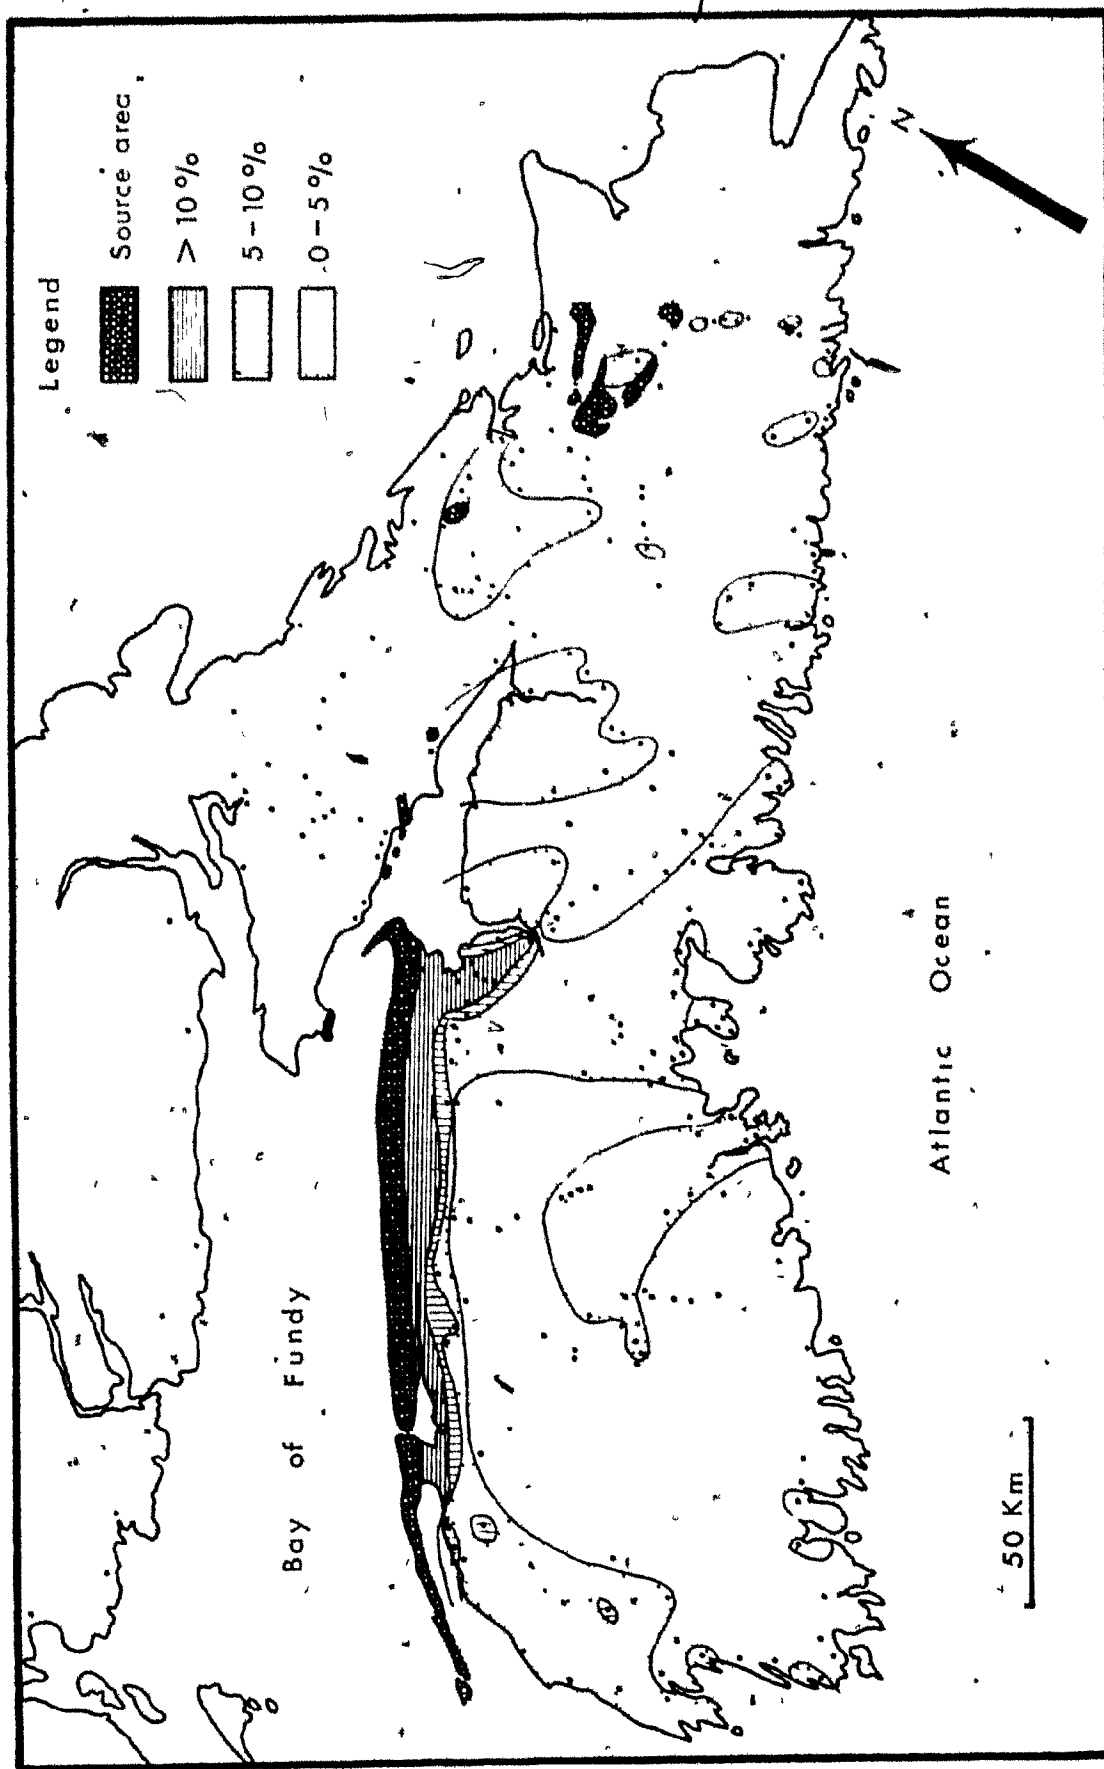 Legend
Source area
> 10 %
5 – 10 %
0 – 5 %
N
Bay of Fundy
Atlantic Ocean
50 Km